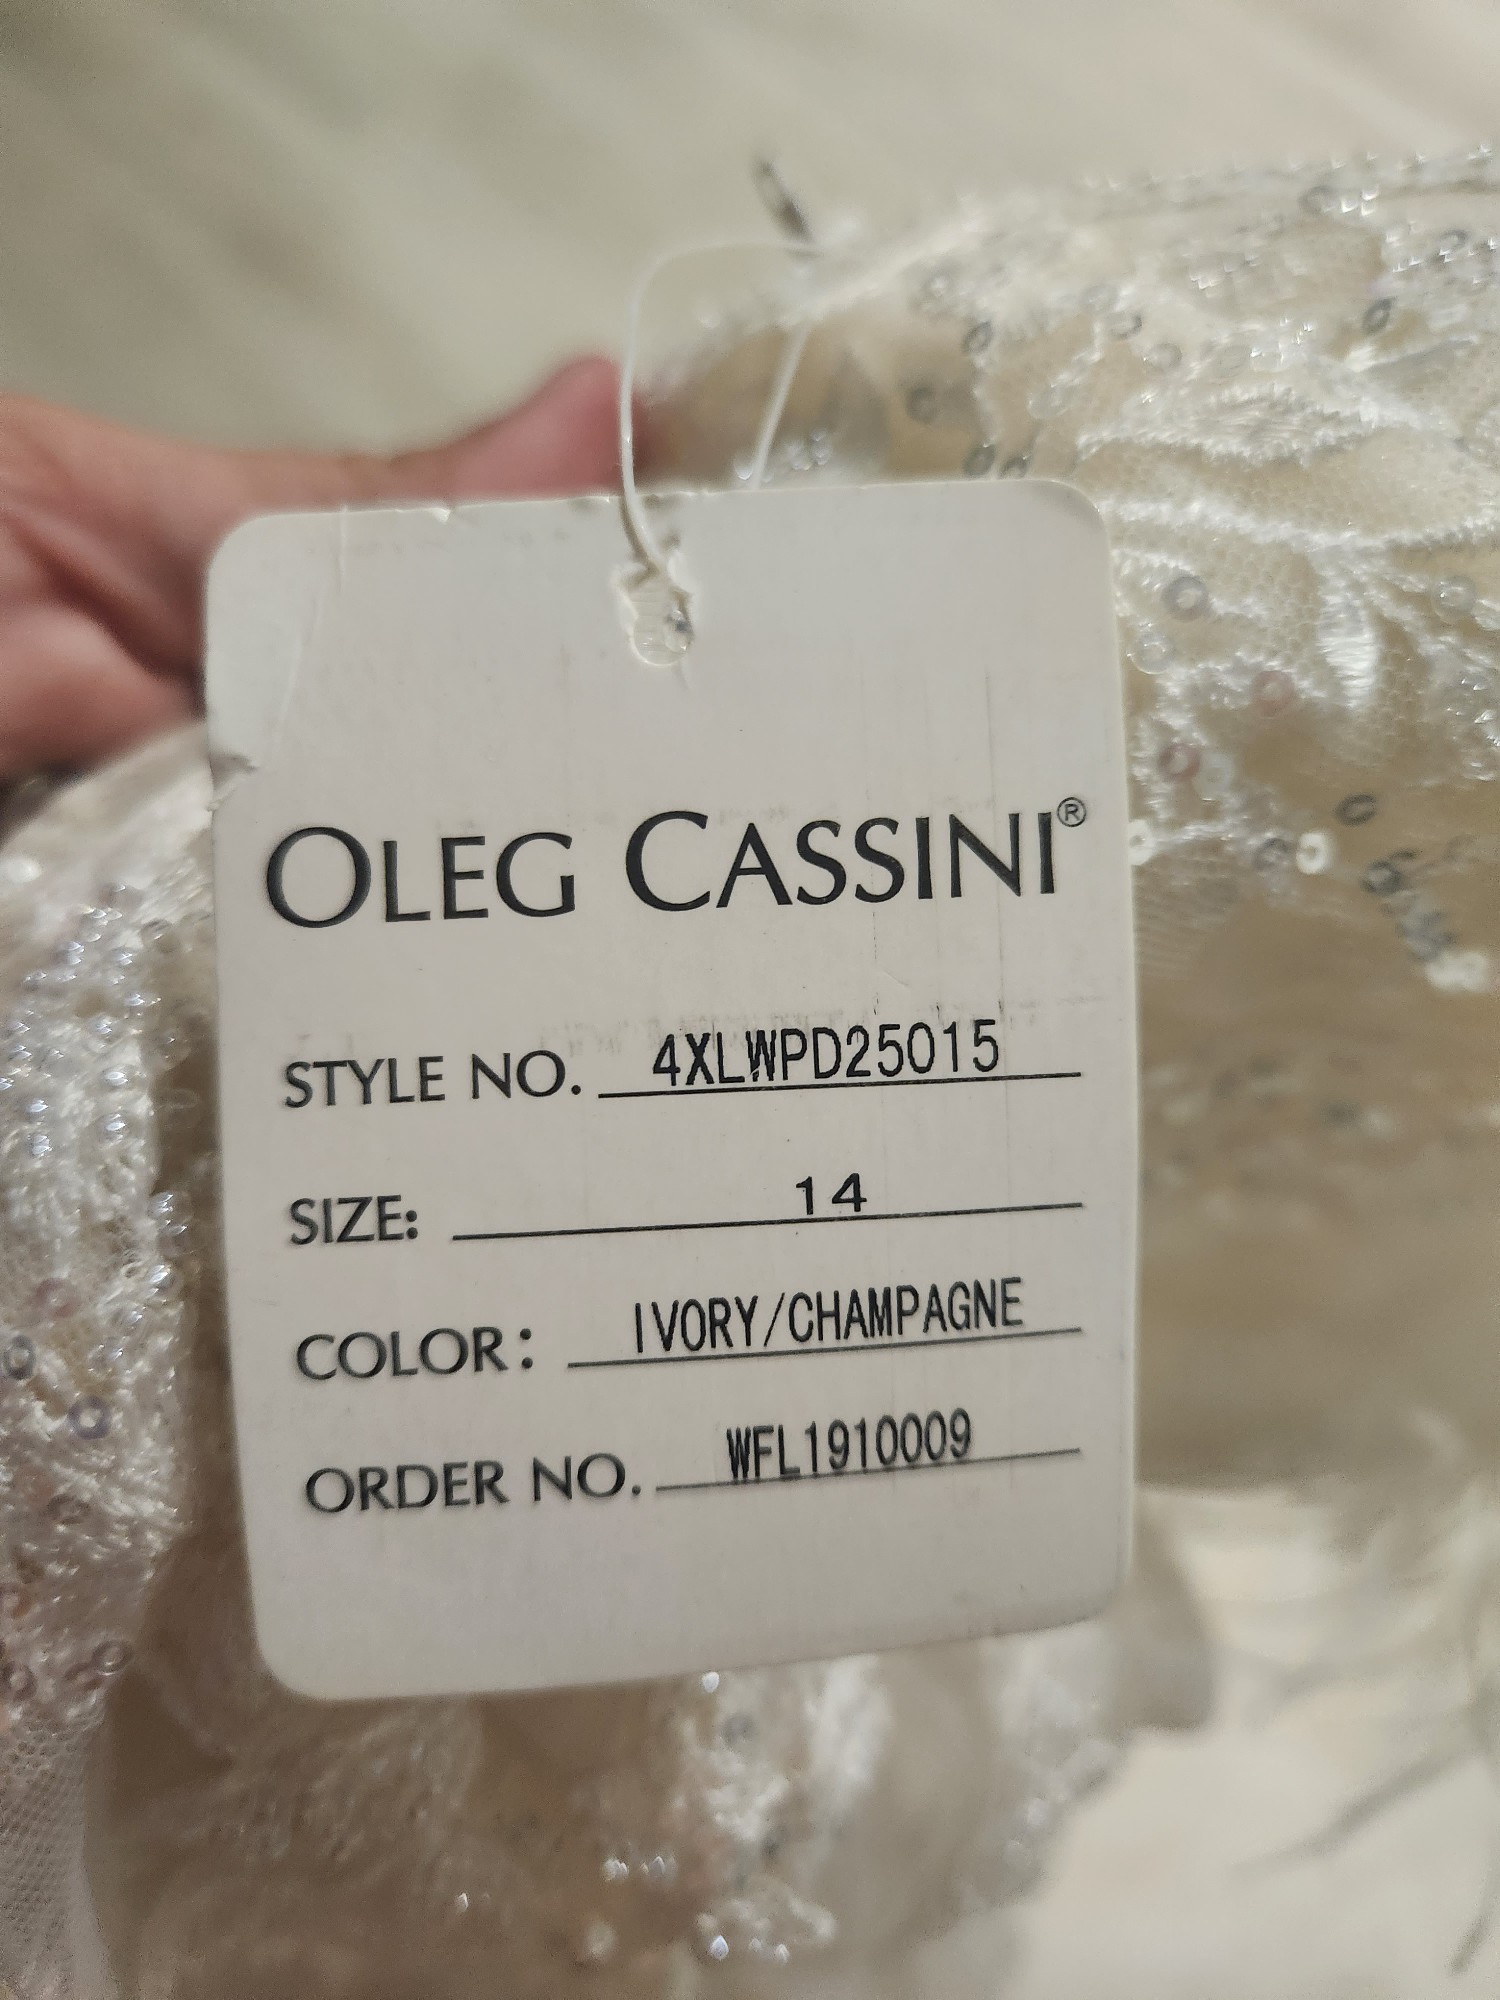 OLEG CASSINI®
STYLE NO. 4XLWPD25015
SIZE: 14
COLOR: IVORY/CHAMPAGNE
ORDER NO. WFL1910009